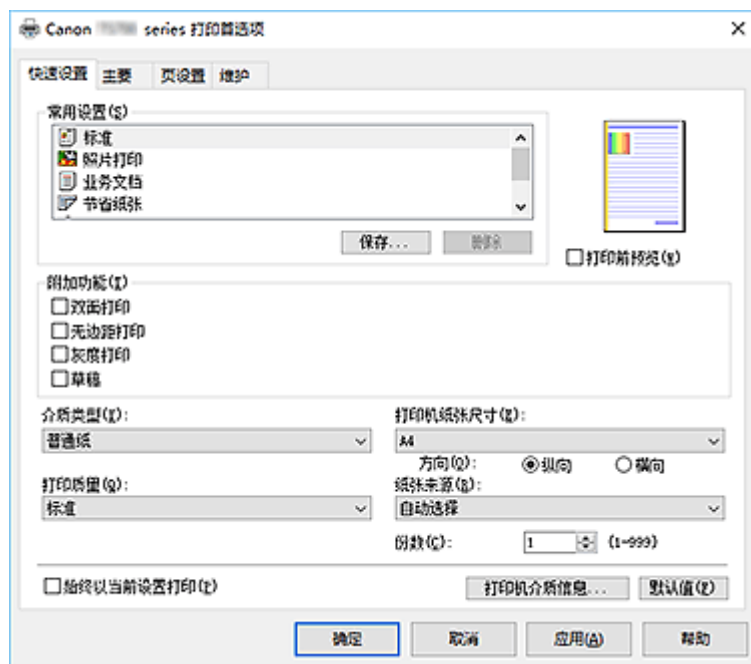 Canon series 打印首选项
快速设置 主要 页设置 维护
常用设置(S)
标准
照片打印
业务文档
节省纸张
保存... 删除
打印前预览(W)
附加功能(I)
双面打印
无边距打印
灰度打印
草稿
介质类型(Y): 打印机纸张尺寸(Z):
普通纸 A4
方向(O): 纵向 横向
打印质量(Q): 纸张来源(B):
标准 自动选择
份数(C): 1 (1-999)
始终以当前设置打印(P) 打印机介质信息... 默认值(F)
确定 取消 应用(A) 帮助